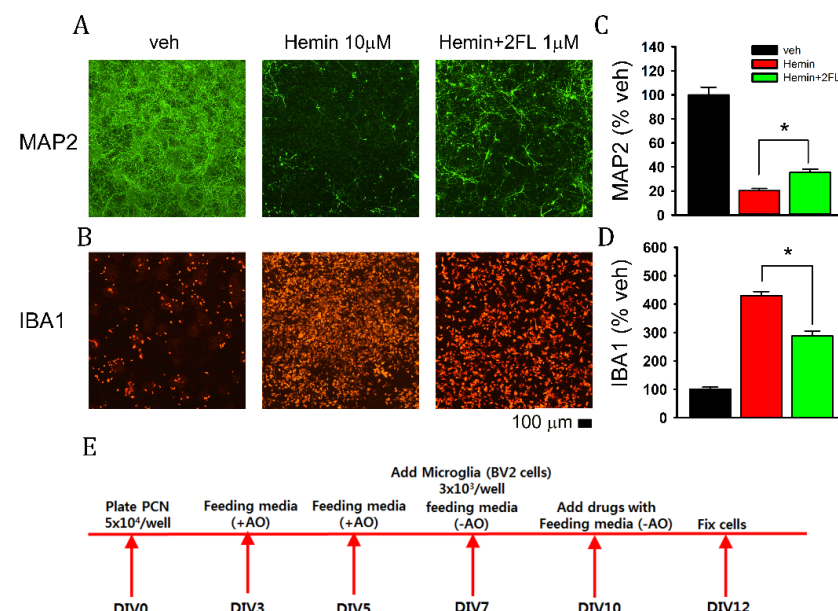 A
veh
Hemin 10μM
Hemin+2FL 1μM
C
MAP2
MAP2 (% veh)
140
120
100
80
60
40
20
0
veh
Hemin
Hemin+2FL
*
B
IBA1
100 μm
D
IBA1 (% veh)
600
500
400
300
200
100
0
*
E
Plate PCN
5x10⁴/well
Feeding media
(+AO)
Feeding media
(+AO)
Add Microglia (BV2 cells)
3x10³/well
feeding media
(-AO)
Add drugs with
Feeding media (-AO)
Fix cells
DIV0
DIV3
DIV5
DIV7
DIV10
DIV12